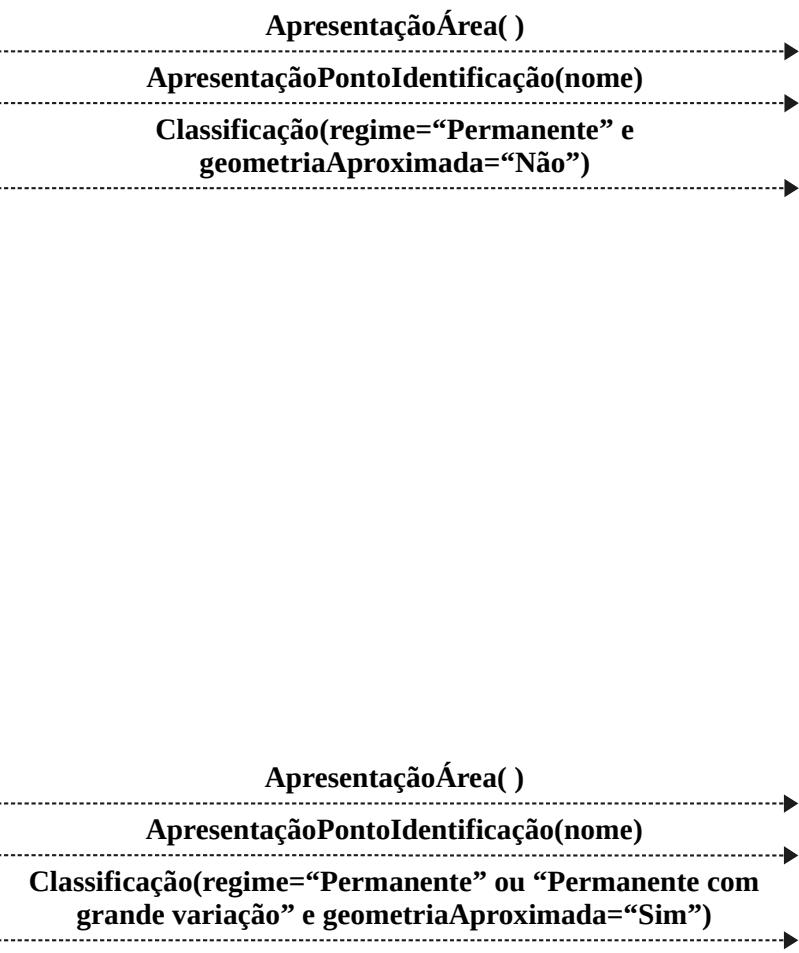 ApresentaçãoÁrea( )
ApresentaçãoPontoIdentificação(nome)
Classificação(regime=“Permanente” e
geometriaAproximada=“Não”)
ApresentaçãoÁrea( )
ApresentaçãoPontoIdentificação(nome)
Classificação(regime=“Permanente” ou “Permanente com
grande variação” e geometriaAproximada=“Sim”)